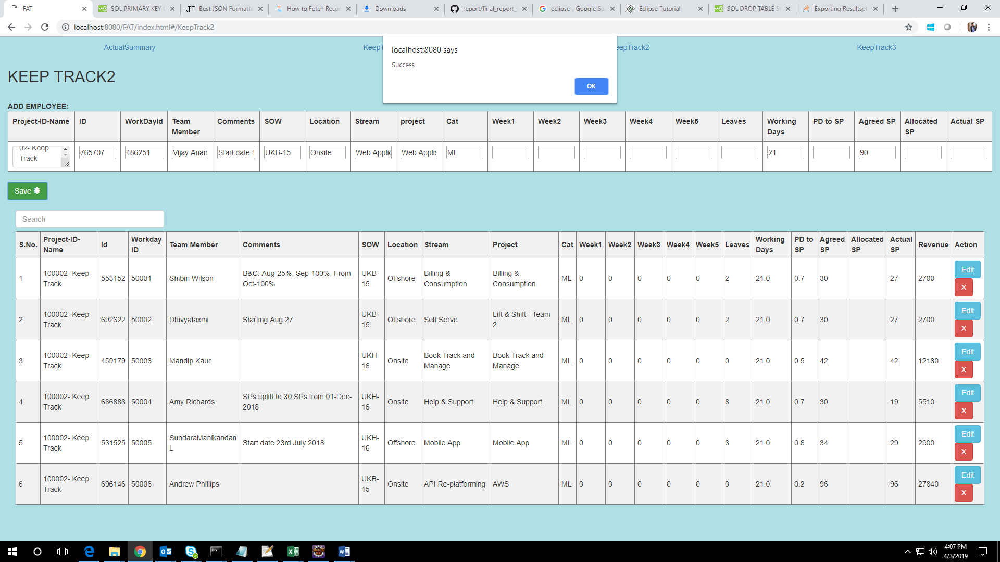 FAT
SQL PRIMARY KEY C
Best JSON Formatte
How to Fetch Recor
Downloads
report/final_report_
eclipse - Google Sea
Eclipse Tutorial
SQL DROP TABLE St
Exporting Resultset
localhost:8080/FAT/index.html#/KeepTrack2
localhost:8080 says
Success
OK
ActualSummary
KeepT
eepTrack2
KeepTrack3
KEEP TRACK2
ADD EMPLOYEE:
Project-ID-Name ID WorkDayId Team Member Comments SOW Location Stream project Cat Week1 Week2 Week3 Week4 Week5 Leaves Working Days PD to SP Agreed SP Allocated SP Actual SP
02- Keep Track 765707 486251 Vijay Anan Start date 1 UKB-15 Onsite Web Applic Web Applic ML 21 90
Save
Search
S.No. Project-ID-Name Id Workday ID Team Member Comments SOW Location Stream Project Cat Week1 Week2 Week3 Week4 Week5 Leaves Working Days PD to SP Agreed SP Allocated SP Actual SP Revenue Action
1 100002- Keep Track 553152 50001 Shibin Wilson B&C: Aug-25%, Sep-100%, From Oct-100% UKB-15 Offshore Billing & Consumption Billing & Consumption ML 0 0 0 0 0 2 21.0 0.7 30 27 2700 Edit X
2 100002- Keep Track 692622 50002 Dhivyalaxmi Starting Aug 27 UKB-15 Offshore Self Serve Lift & Shift - Team 2 ML 0 0 0 0 0 2 21.0 0.7 30 27 2700 Edit X
3 100002- Keep Track 459179 50003 Mandip Kaur UKH-16 Onsite Book Track and Manage Book Track and Manage ML 0 0 0 0 0 0 21.0 0.5 42 42 12180 Edit X
4 100002- Keep Track 686888 50004 Amy Richards SPs uplift to 30 SPs from 01-Dec-2018 UKH-16 Onsite Help & Support Help & Support ML 0 0 0 0 0 8 21.0 0.7 30 19 5510 Edit X
5 100002- Keep Track 531525 50005 SundaraManikandan L Start date 23rd July 2018 UKH-16 Offshore Mobile App Mobile App ML 0 0 0 0 0 3 21.0 0.6 34 29 2900 Edit X
6 100002- Keep Track 696146 50006 Andrew Phillips UKB-15 Onsite API Re-platforming AWS ML 0 0 0 0 0 0 21.0 0.2 96 96 27840 Edit X
4:07 PM
4/3/2019